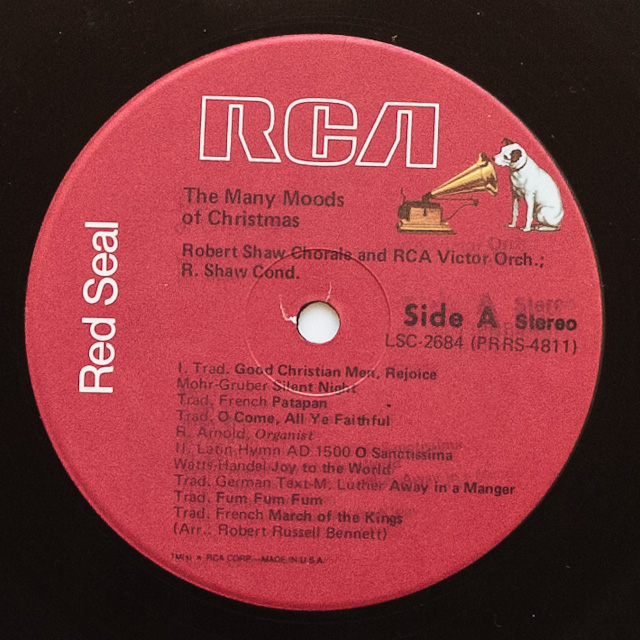 RCA
The Many Moods
of Christmas
Robert Shaw Chorale and RCA Victor Orch.;
R. Shaw Cond.
Red Seal
Side A Stereo
LSC-2684 (PRRS-4811)
I. Trad. Good Christian Men, Rejoice
Mohr-Gruber Silent Night
Trad. French Patapan
Trad. O Come, All Ye Faithful
R. Arnold, Organist
II. Latin Hymn AD 1500 O Sanctissima
Watts-Handel Joy to the World
Trad. German Text-M. Luther Away in a Manger
Trad. Fum Fum Fum
Trad. French March of the Kings
(Arr.: Robert Russell Bennett)
TM(s) ® RCA CORP.—MADE IN U.S.A.